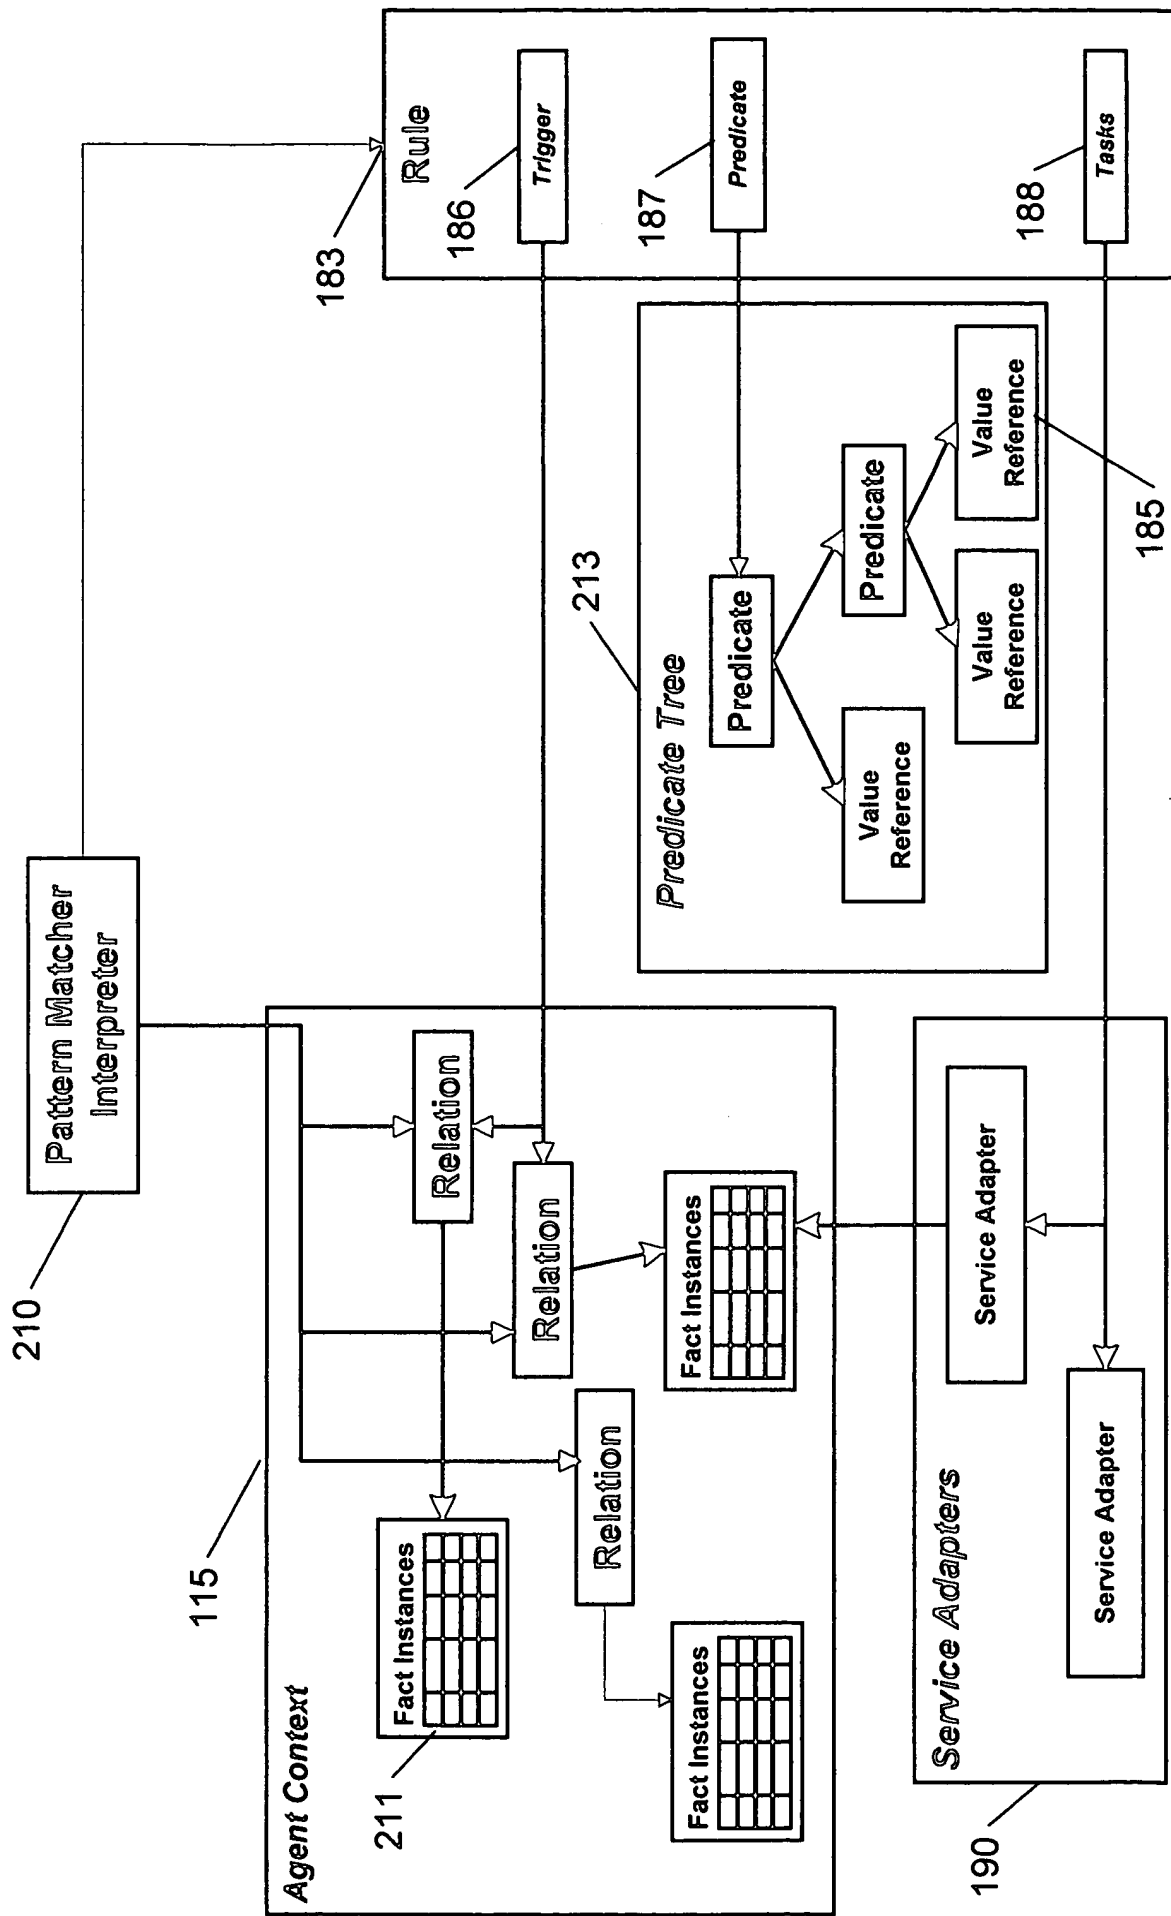 210
Pattern Matcher
Interpreter
183
Rule
186
Trigger
187
Predicate
188
Tasks
115
Agent Context
Relation
Relation
Relation
Fact Instances
211
Fact Instances
Fact Instances
213
Predicate Tree
Predicate
Predicate
Value
Reference
Value
Reference
Value
Reference
185
190
Service Adapters
Service Adapter
Service Adapter